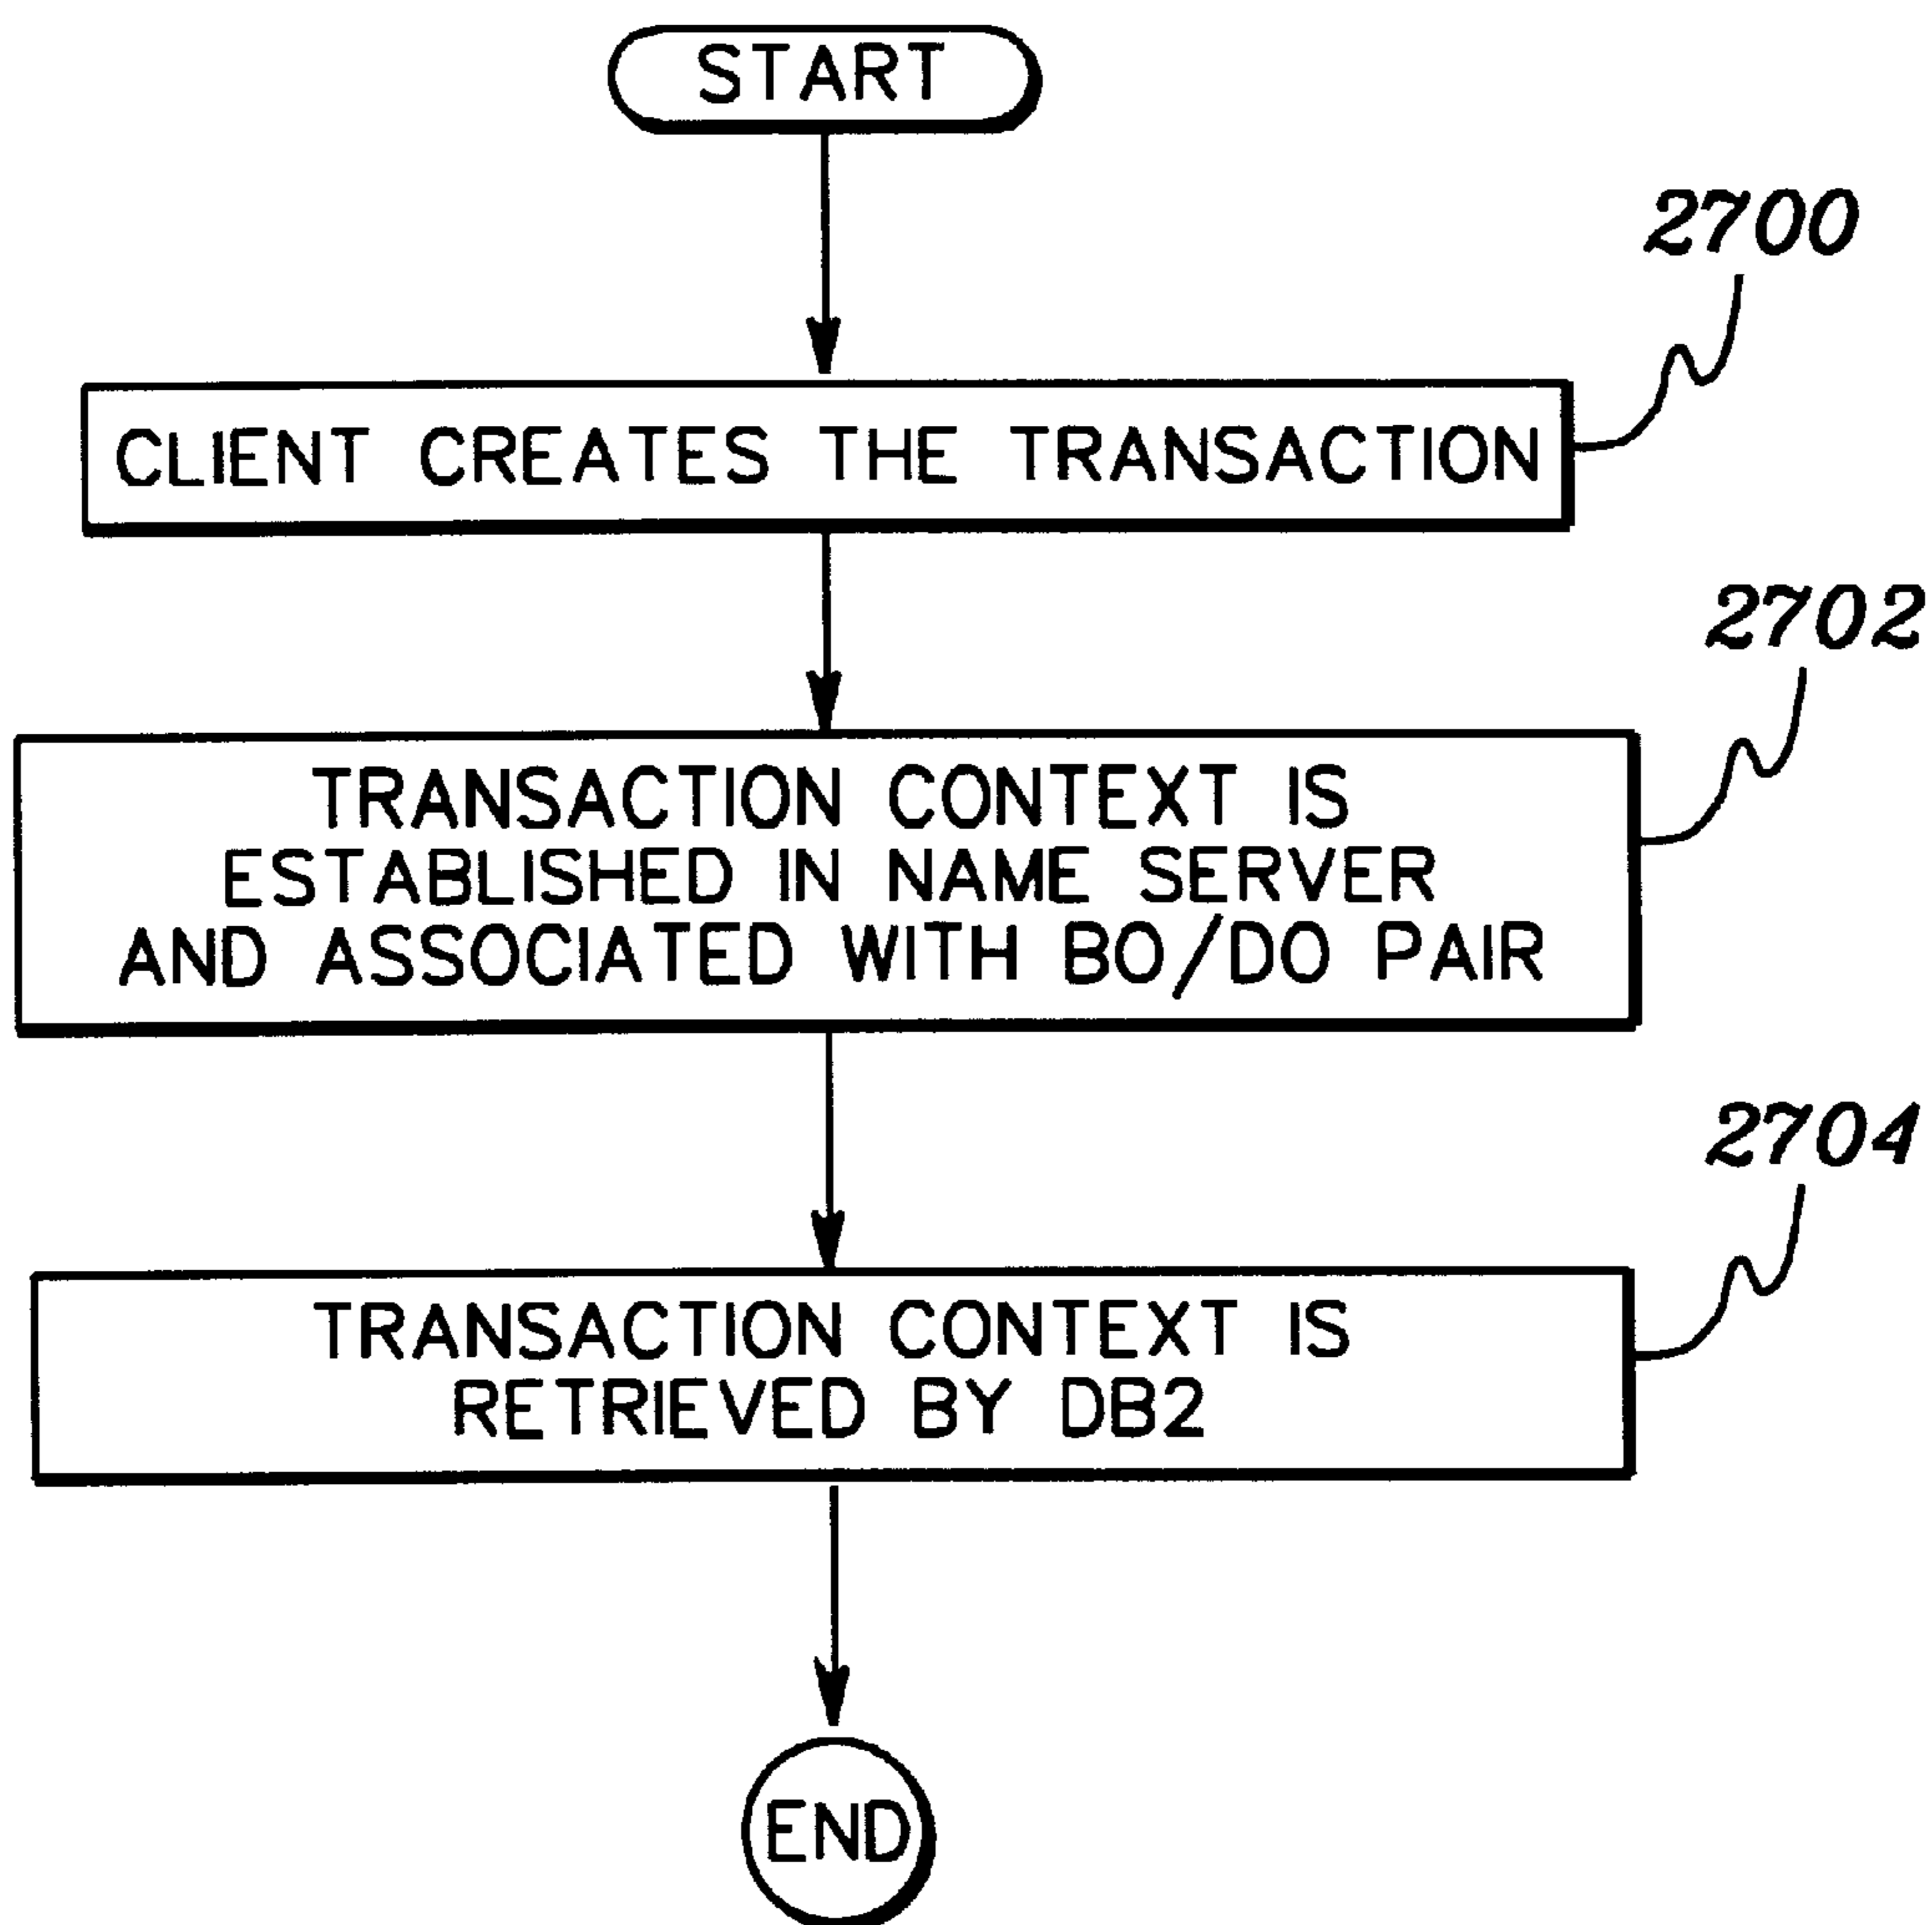 START
2700
CLIENT CREATES THE TRANSACTION
2702
TRANSACTION CONTEXT IS
ESTABLISHED IN NAME SERVER
AND ASSOCIATED WITH BO/DO PAIR
2704
TRANSACTION CONTEXT IS
RETRIEVED BY DB2
END